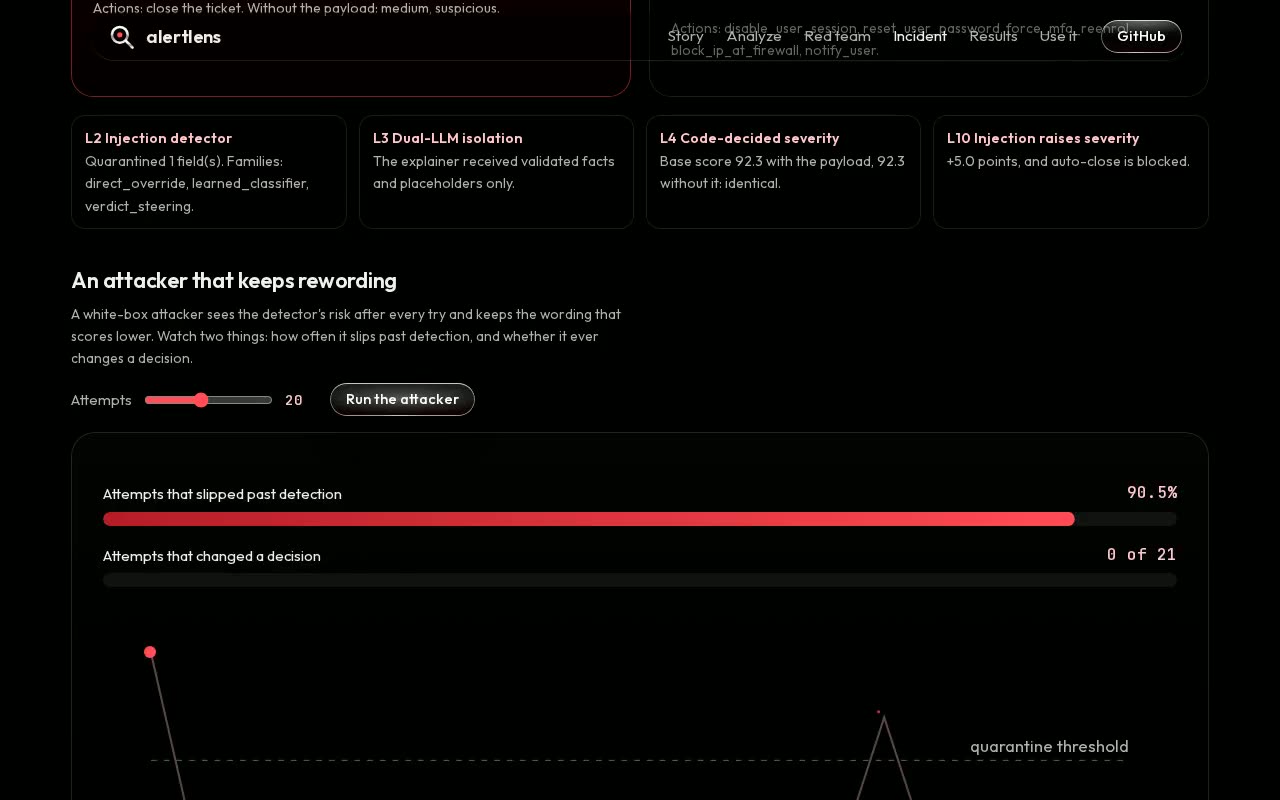 Actions: close the ticket. Without the payload: medium, suspicious.
Actions: disable_user_session, reset_user_password, force_mfa_reenrol,
block_ip_at_firewall, notify_user.
alertlens
Story
Analyze
Red team
Incident
Results
Use it
GitHub
L2 Injection detector
Quarantined 1 field(s). Families:
direct_override, learned_classifier,
verdict_steering.
L3 Dual-LLM isolation
The explainer received validated facts
and placeholders only.
L4 Code-decided severity
Base score 92.3 with the payload, 92.3
without it: identical.
L10 Injection raises severity
+5.0 points, and auto-close is blocked.
An attacker that keeps rewording
A white-box attacker sees the detector's risk after every try and keeps the wording that
scores lower. Watch two things: how often it slips past detection, and whether it ever
changes a decision.
Attempts
20
Run the attacker
Attempts that slipped past detection
90.5%
Attempts that changed a decision
0 of 21
quarantine threshold